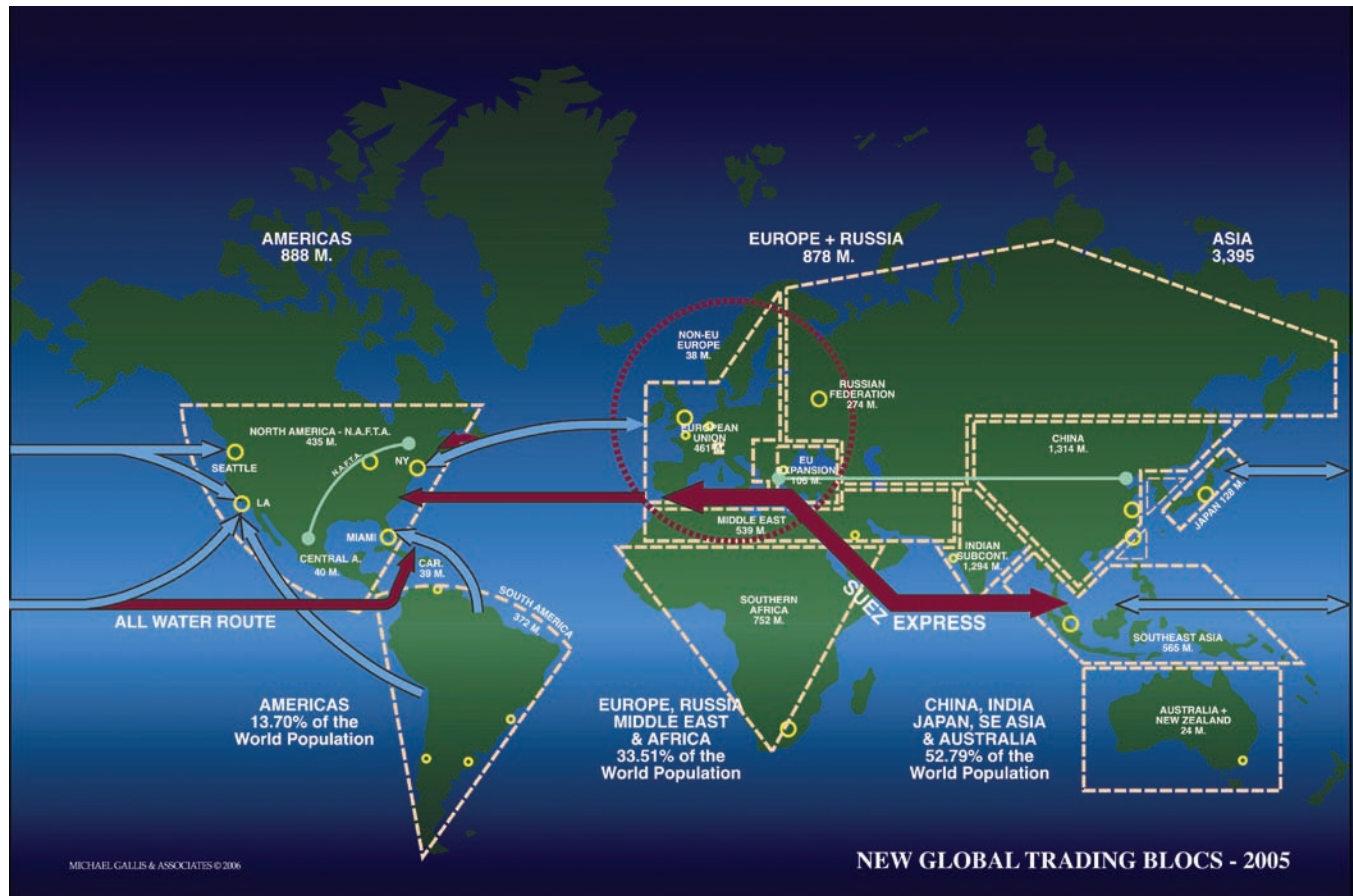 AMERICAS
888 M.
EUROPE + RUSSIA
878 M.
ASIA
3,395
NON-EU
EUROPE
38 M.
RUSSIAN
FEDERATION
274 M.
NORTH AMERICA - N.A.F.T.A.
435 M.
N.A.F.T.A.
SEATTLE
NY
LA
MIAMI
EUROPEAN
UNION
461 M.
EU
EXPANSION
106 M.
CHINA
1,314 M.
JAPAN 128 M.
MIDDLE EAST
539 M.
INDIAN
SUBCONT.
1,294 M.
CENTRAL A.
40 M.
CAR.
39 M.
SOUTH AMERICA
372 M.
ALL WATER ROUTE
SOUTHERN
AFRICA
752 M.
SUEZ
EXPRESS
SOUTHEAST ASIA
565 M.
AMERICAS
13.70% of the
World Population
EUROPE, RUSSIA
MIDDLE EAST
& AFRICA
33.51% of the
World Population
CHINA, INDIA
JAPAN, SE ASIA
& AUSTRALIA
52.79% of the
World Population
AUSTRALIA +
NEW ZEALAND
24 M.
MICHAEL GALLIS & ASSOCIATES © 2006
NEW GLOBAL TRADING BLOCS - 2005